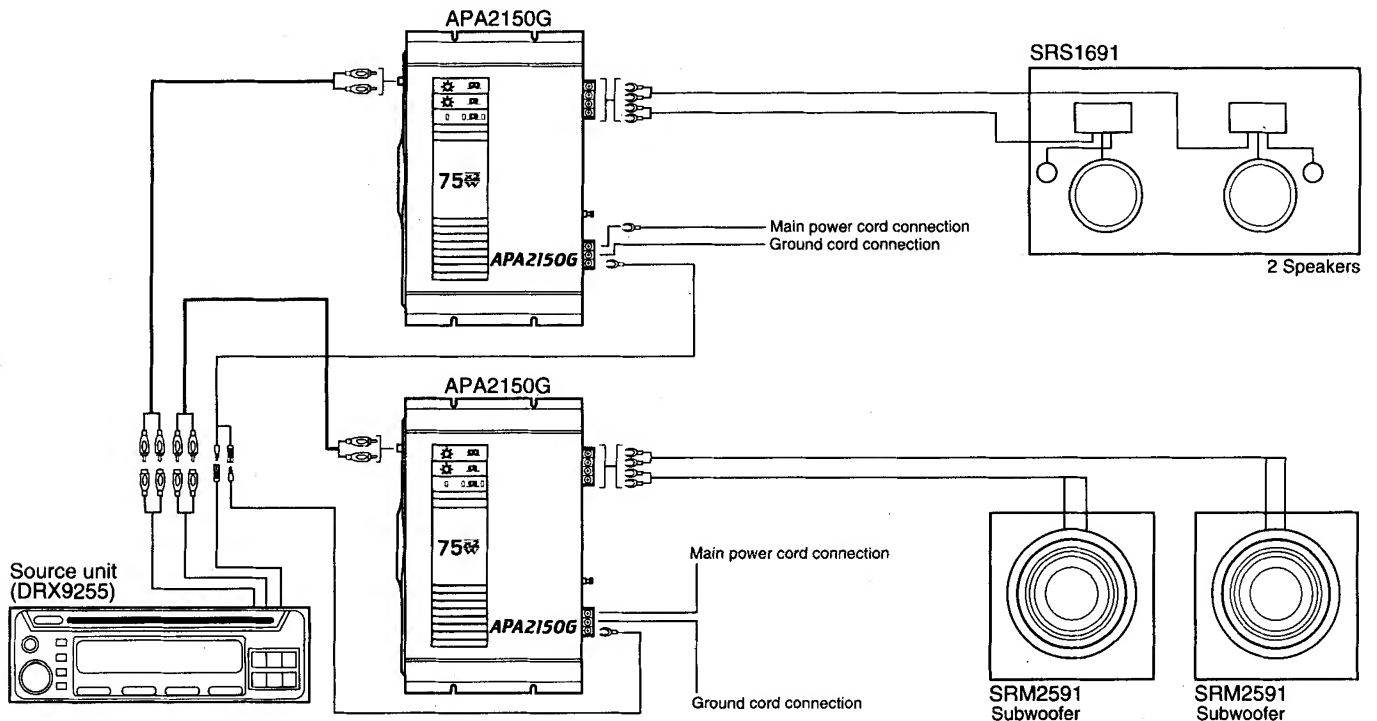 APA2150G
SRS1691
75W
Main power cord connection
Ground cord connection
APA2150G
2 Speakers
APA2150G
75W
Main power cord connection
Source unit
(DRX9255)
APA2150G
Ground cord connection
SRM2591
Subwoofer
SRM2591
Subwoofer